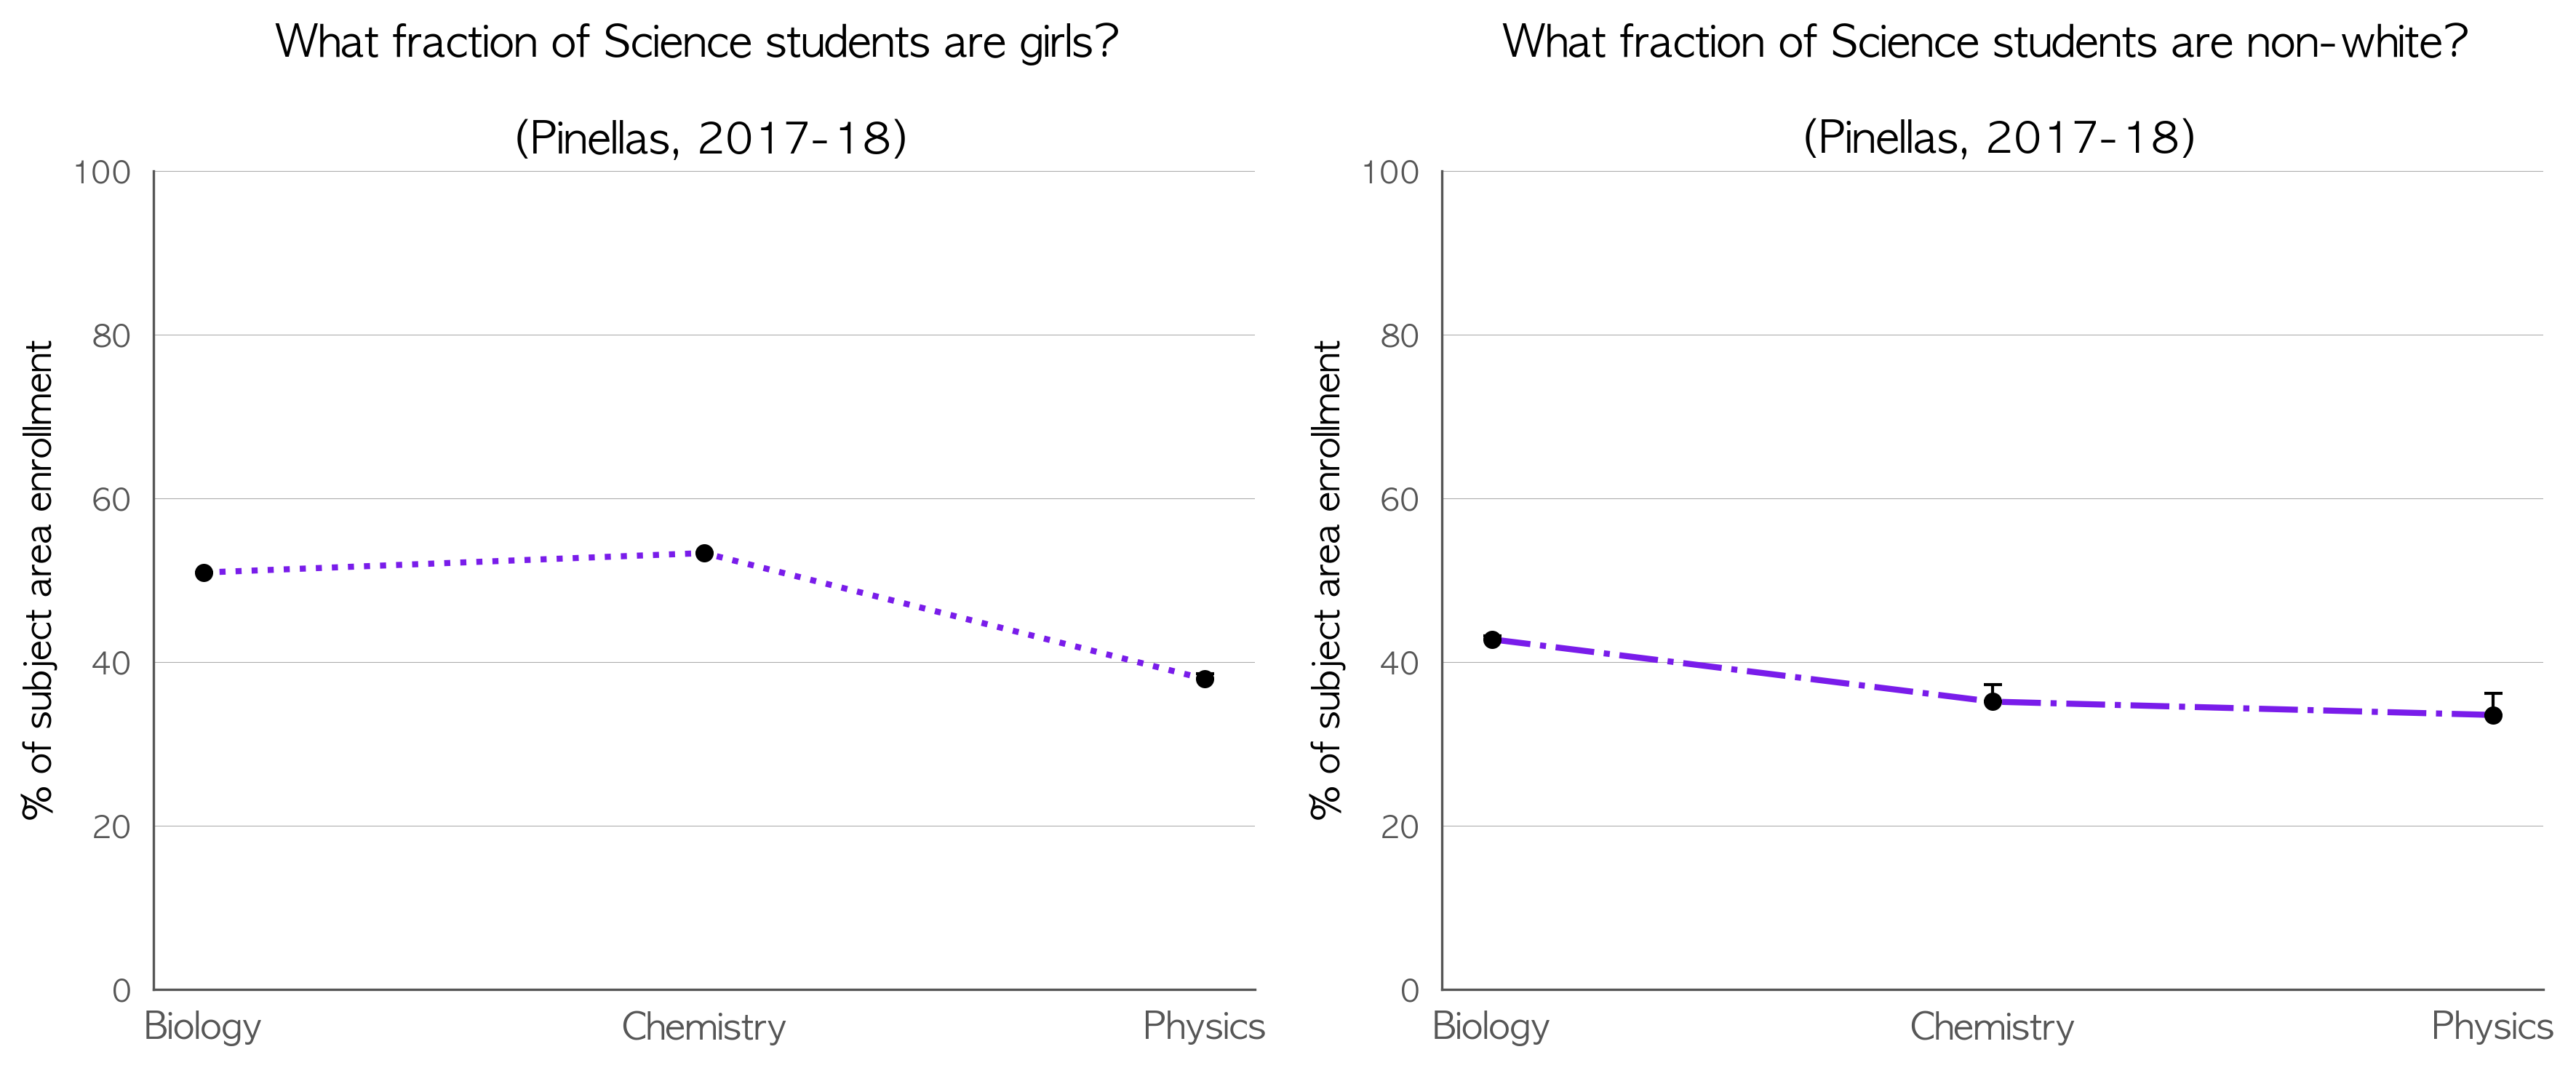 What fraction of Science students are girls?
(Pinellas, 2017-18)
% of subject area enrollment
100
80
60
40
20
0
Biology
Chemistry
Physics
What fraction of Science students are non-white?
(Pinellas, 2017-18)
% of subject area enrollment
100
80
60
40
20
0
Biology
Chemistry
Physics